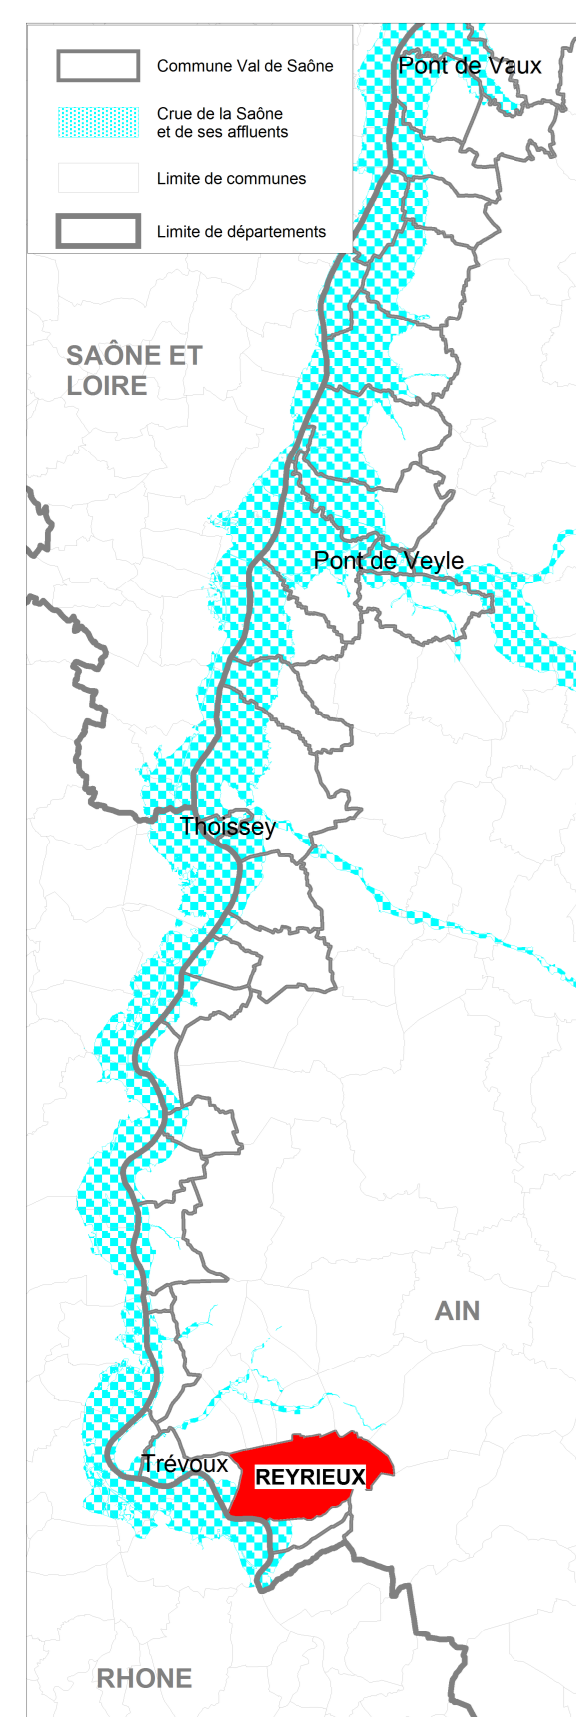 Commune Val de Saône
Crue de la Saône
et de ses affluents
Limite de communes
Limite de départements
Pont de Vaux
SAÔNE ET
LOIRE
Pont de Veyle
Thoissey
AIN
Trévoux
REYRIEUX
RHONE